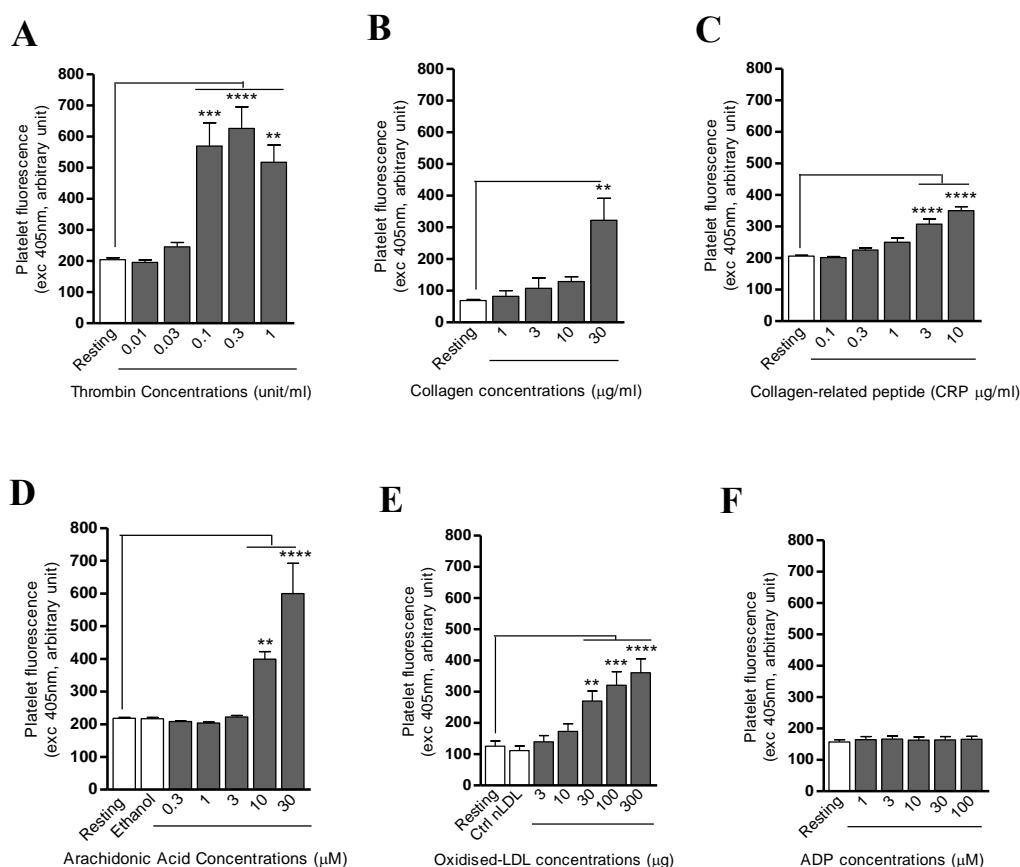 A
Platelet fluorescence
(exc 405nm, arbitrary unit)
800
700
600
500
400
300
200
100
0
***
****
**
Resting
0.01
0.03
0.1
0.3
1
Thrombin Concentrations (unit/ml)
B
Platelet fluorescence
(exc 405nm, arbitrary unit)
800
700
600
500
400
300
200
100
0
**
Resting
1
3
10
30
Collagen concentrations (μg/ml)
C
Platelet fluorescence
(exc 405nm, arbitrary unit)
800
700
600
500
400
300
200
100
0
****
****
Resting
0.1
0.3
1
3
10
Collagen-related peptide (CRP μg/ml)
D
Platelet fluorescence
(exc 405nm, arbitrary unit)
800
700
600
500
400
300
200
100
0
**
****
Resting
Ethanol
0.3
1
3
10
30
Arachidonic Acid Concentrations (μM)
E
Platelet fluorescence
(exc 405nm, arbitrary unit)
800
700
600
500
400
300
200
100
0
**
***
****
Resting
Ctrl nLDL
3
10
30
100
300
Oxidised-LDL concentrations (μg)
F
Platelet fluorescence
(exc 405nm, arbitrary unit)
800
700
600
500
400
300
200
100
0
Resting
1
3
10
30
100
ADP concentrations (μM)